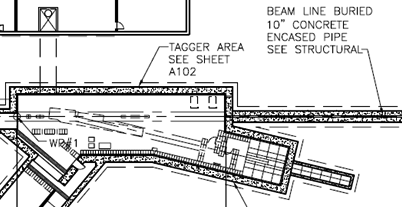 BEAM LINE BURIED
10" CONCRETE
ENCASED PIPE
SEE STRUCTURAL
TAGGER AREA
SEE SHEET
A102